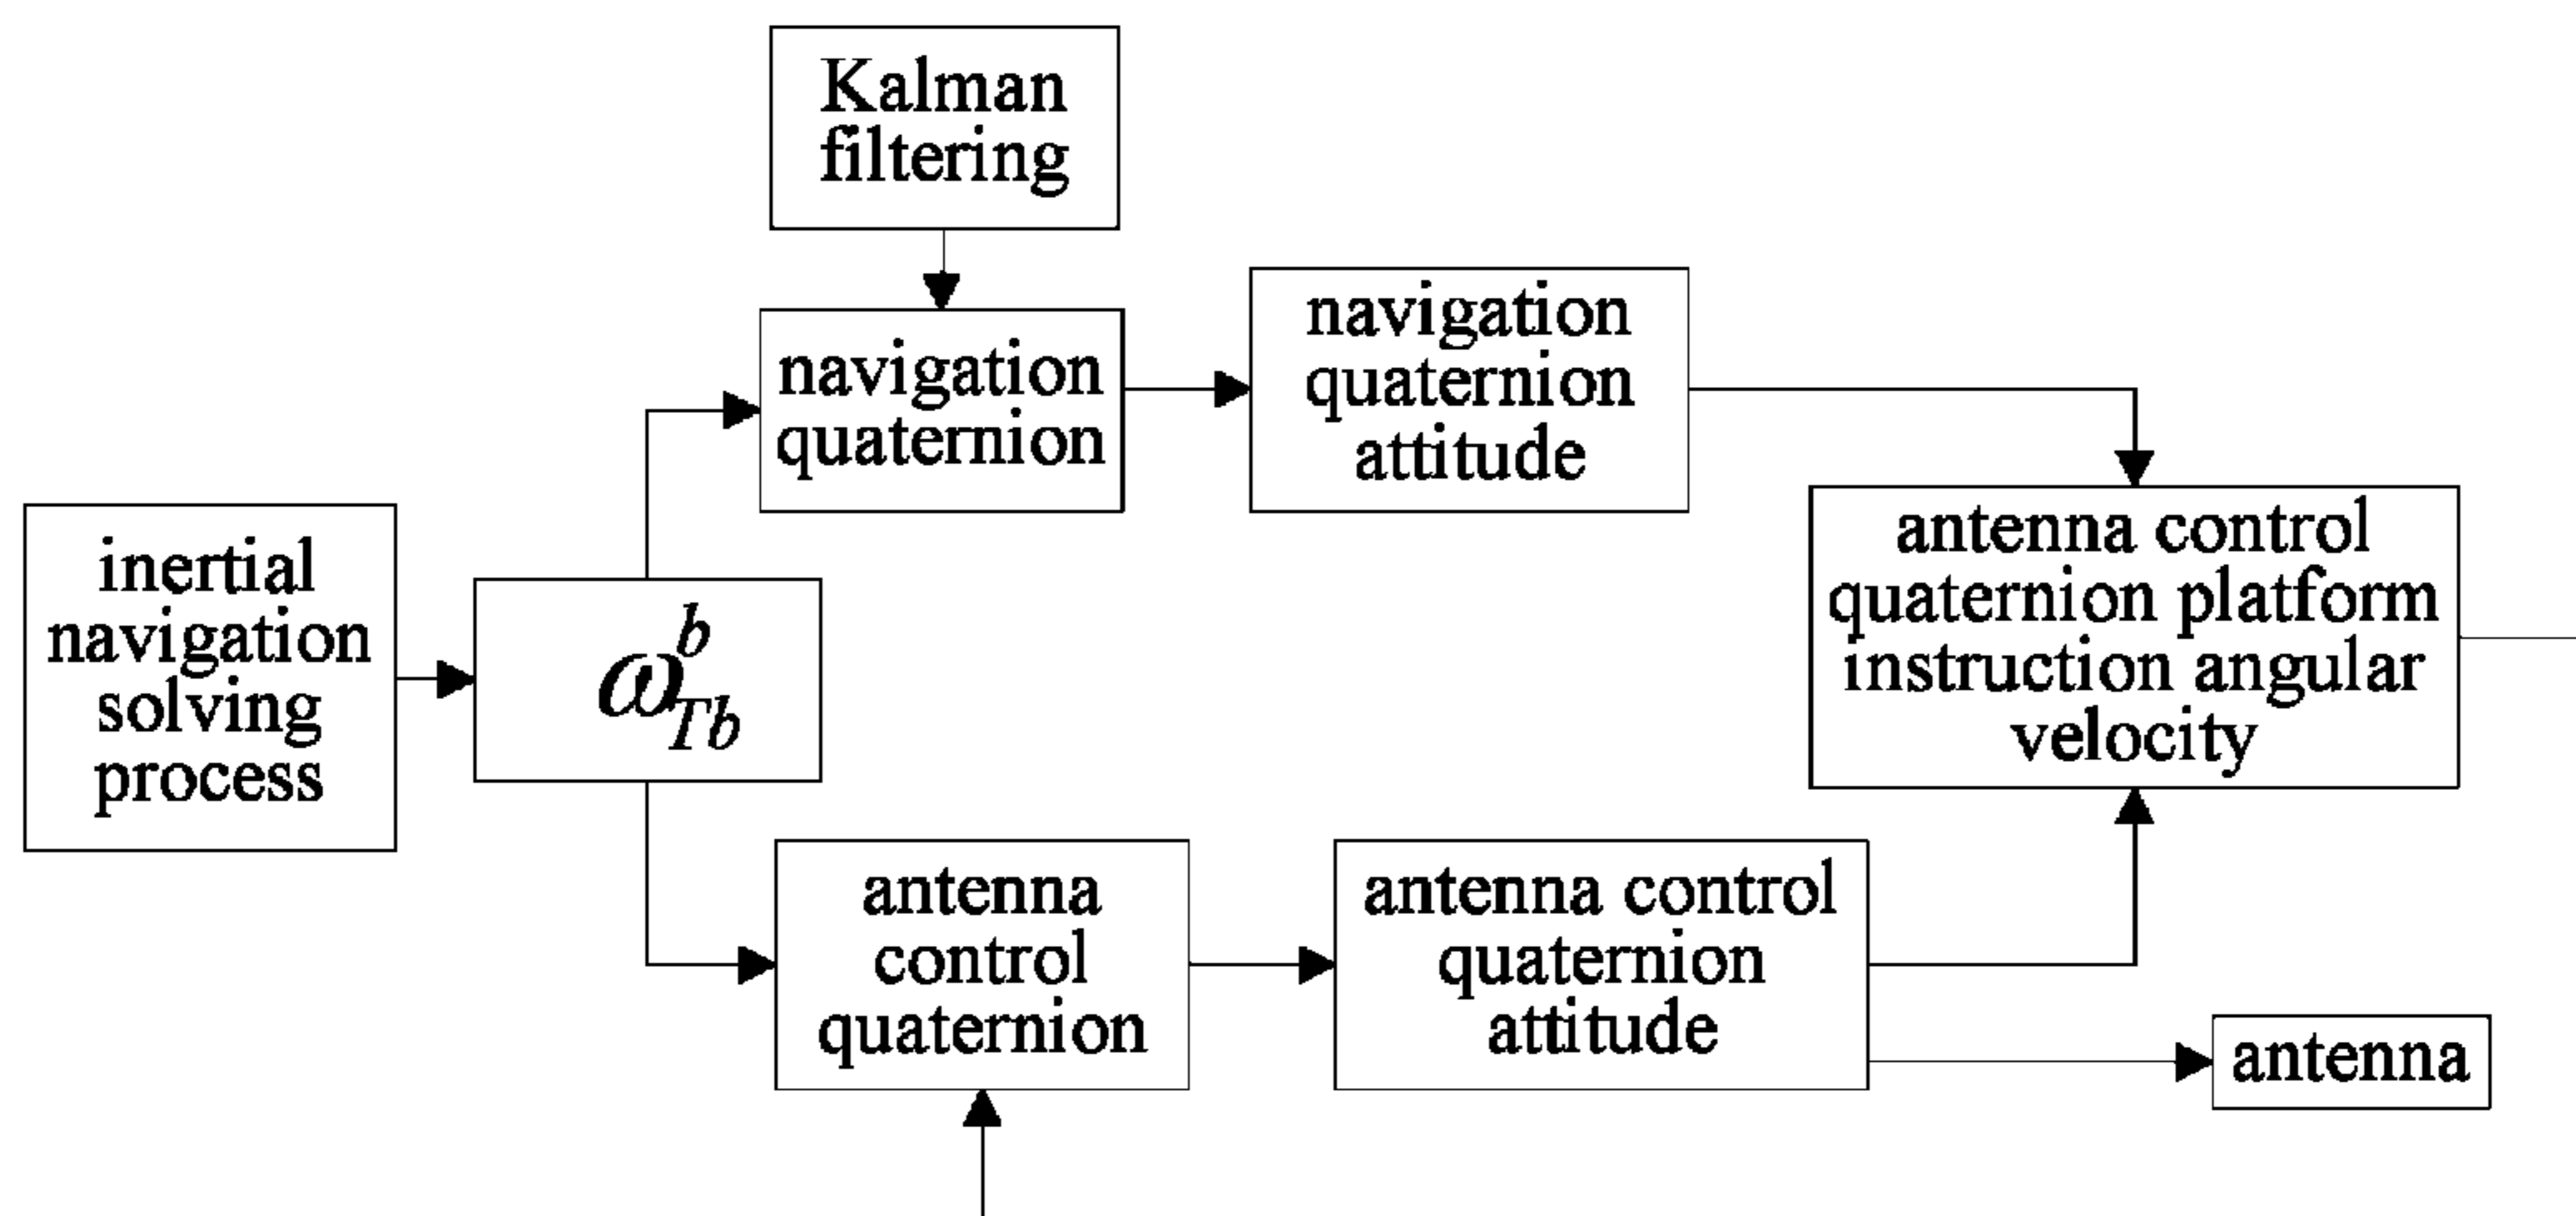 Kalman
filtering
navigation
quaternion
navigation
quaternion
attitude
inertial
navigation
solving
process
ω_{Tb}^{b}
antenna control
quaternion platform
instruction angular
velocity
antenna
control
quaternion
antenna control
quaternion
attitude
antenna